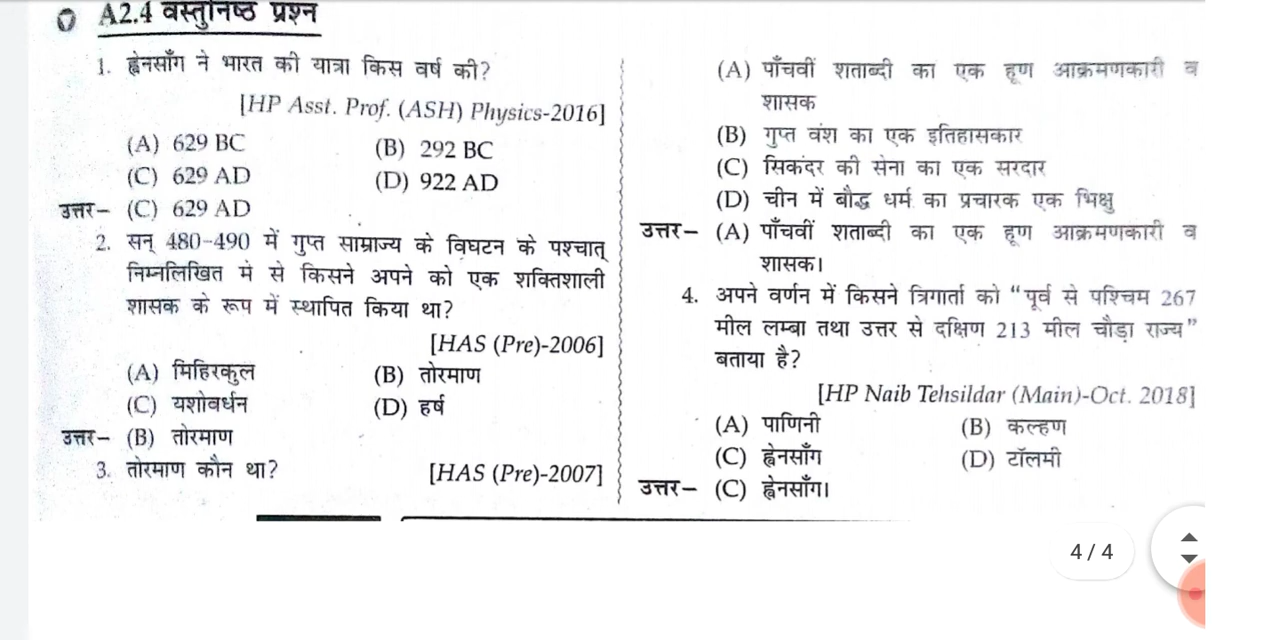 A2.4 वस्तुनिष्ठ प्रश्न
1. ह्वेनसाँग ने भारत की यात्रा किस वर्ष की?
[HP Asst. Prof. (ASH) Physics-2016]
(A) 629 BC (B) 292 BC
(C) 629 AD (D) 922 AD
उत्तर– (C) 629 AD
2. सन् 480-490 में गुप्त साम्राज्य के विघटन के पश्चात्
निम्नलिखित मे से किसने अपने को एक शक्तिशाली
शासक के रूप में स्थापित किया था?
[HAS (Pre)-2006]
(A) मिहिरकुल (B) तोरमाण
(C) यशोवर्धन (D) हर्ष
उत्तर– (B) तोरमाण
3. तोरमाण कौन था? [HAS (Pre)-2007]
(A) पाँचवीं शताब्दी का एक हूण आक्रमणकारी व
शासक
(B) गुप्त वंश का एक इतिहासकार
(C) सिकंदर की सेना का एक सरदार
(D) चीन में बौद्ध धर्म का प्रचारक एक भिक्षु
उत्तर– (A) पाँचवीं शताब्दी का एक हूण आक्रमणकारी व
शासक।
4. अपने वर्णन में किसने त्रिगार्ता को “पूर्व से पश्चिम 267
मील लम्बा तथा उत्तर से दक्षिण 213 मील चौड़ा राज्य”
बताया है?
[HP Naib Tehsildar (Main)-Oct. 2018]
(A) पाणिनी (B) कल्हण
(C) ह्वेनसाँग (D) टॉलमी
उत्तर– (C) ह्वेनसाँग।
4 / 4